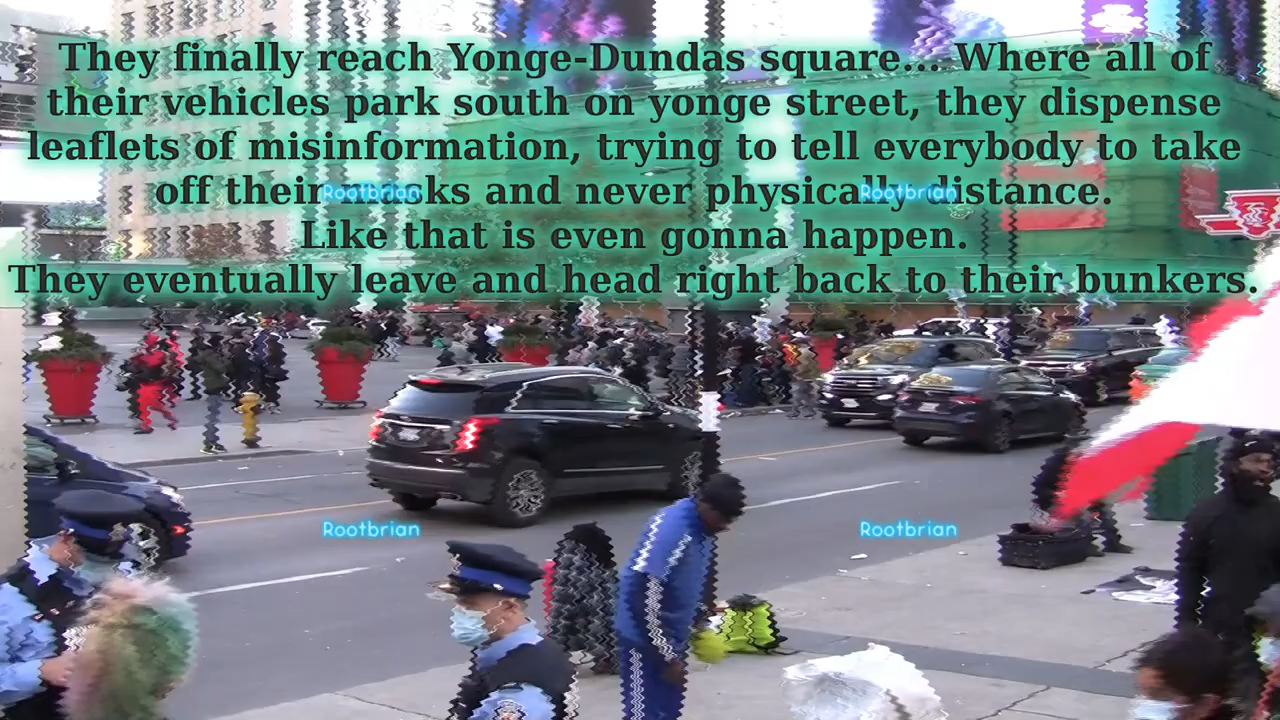 They finally reach Yonge-Dundas square... Where all of
their vehicles park south on yonge street, they dispense
leaflets of misinformation, trying to tell everybody to take
off their masks and never physically distance.
Rootbrian Rootbrian
Like that is even gonna happen.
They eventually leave and head right back to their bunkers.
Rootbrian Rootbrian